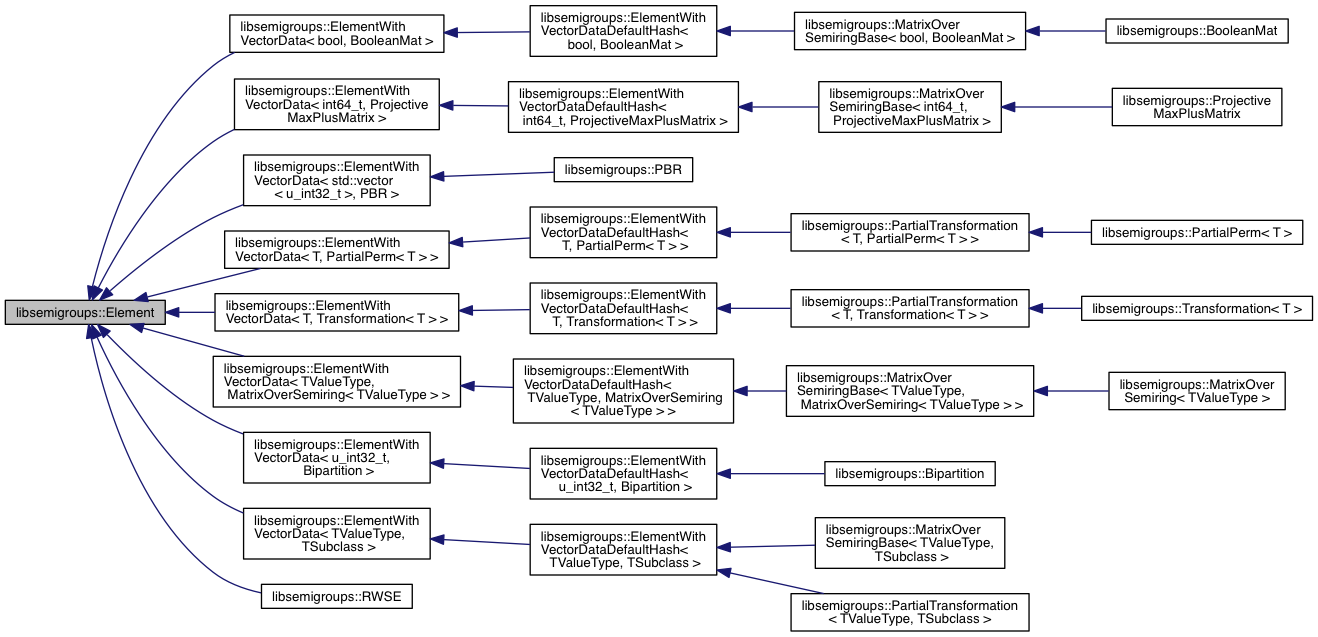 libsemigroups::Element
libsemigroups::ElementWith
VectorData< bool, BooleanMat >
libsemigroups::ElementWith
VectorDataDefaultHash<
bool, BooleanMat >
libsemigroups::MatrixOver
SemiringBase< bool, BooleanMat >
libsemigroups::BooleanMat
libsemigroups::ElementWith
VectorData< int64_t, Projective
MaxPlusMatrix >
libsemigroups::ElementWith
VectorDataDefaultHash<
int64_t, ProjectiveMaxPlusMatrix >
libsemigroups::MatrixOver
SemiringBase< int64_t,
ProjectiveMaxPlusMatrix >
libsemigroups::Projective
MaxPlusMatrix
libsemigroups::ElementWith
VectorData< std::vector
< u_int32_t >, PBR >
libsemigroups::PBR
libsemigroups::ElementWith
VectorData< T, PartialPerm< T > >
libsemigroups::ElementWith
VectorDataDefaultHash<
T, PartialPerm< T > >
libsemigroups::PartialTransformation
< T, PartialPerm< T > >
libsemigroups::PartialPerm< T >
libsemigroups::ElementWith
VectorData< T, Transformation< T > >
libsemigroups::ElementWith
VectorDataDefaultHash<
T, Transformation< T > >
libsemigroups::PartialTransformation
< T, Transformation< T > >
libsemigroups::Transformation< T >
libsemigroups::ElementWith
VectorData< TValueType,
MatrixOverSemiring< TValueType > >
libsemigroups::ElementWith
VectorDataDefaultHash<
TValueType, MatrixOverSemiring
< TValueType > >
libsemigroups::MatrixOver
SemiringBase< TValueType,
MatrixOverSemiring< TValueType > >
libsemigroups::MatrixOver
Semiring< TValueType >
libsemigroups::ElementWith
VectorData< u_int32_t,
Bipartition >
libsemigroups::ElementWith
VectorDataDefaultHash<
u_int32_t, Bipartition >
libsemigroups::Bipartition
libsemigroups::ElementWith
VectorData< TValueType,
TSubclass >
libsemigroups::ElementWith
VectorDataDefaultHash<
TValueType, TSubclass >
libsemigroups::MatrixOver
SemiringBase< TValueType,
TSubclass >
libsemigroups::PartialTransformation
< TValueType, TSubclass >
libsemigroups::RWSE